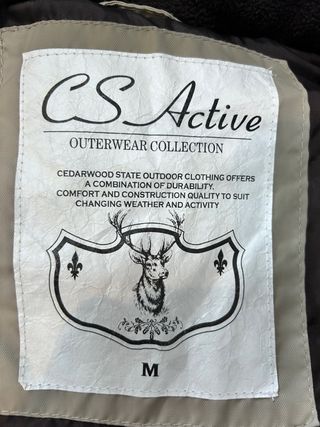 CS Active
OUTERWEAR COLLECTION
CEDARWOOD STATE OUTDOOR CLOTHING OFFERS
A COMBINATION OF DURABILITY,
COMFORT AND CONSTRUCTION QUALITY TO SUIT
CHANGING WEATHER AND ACTIVITY
M